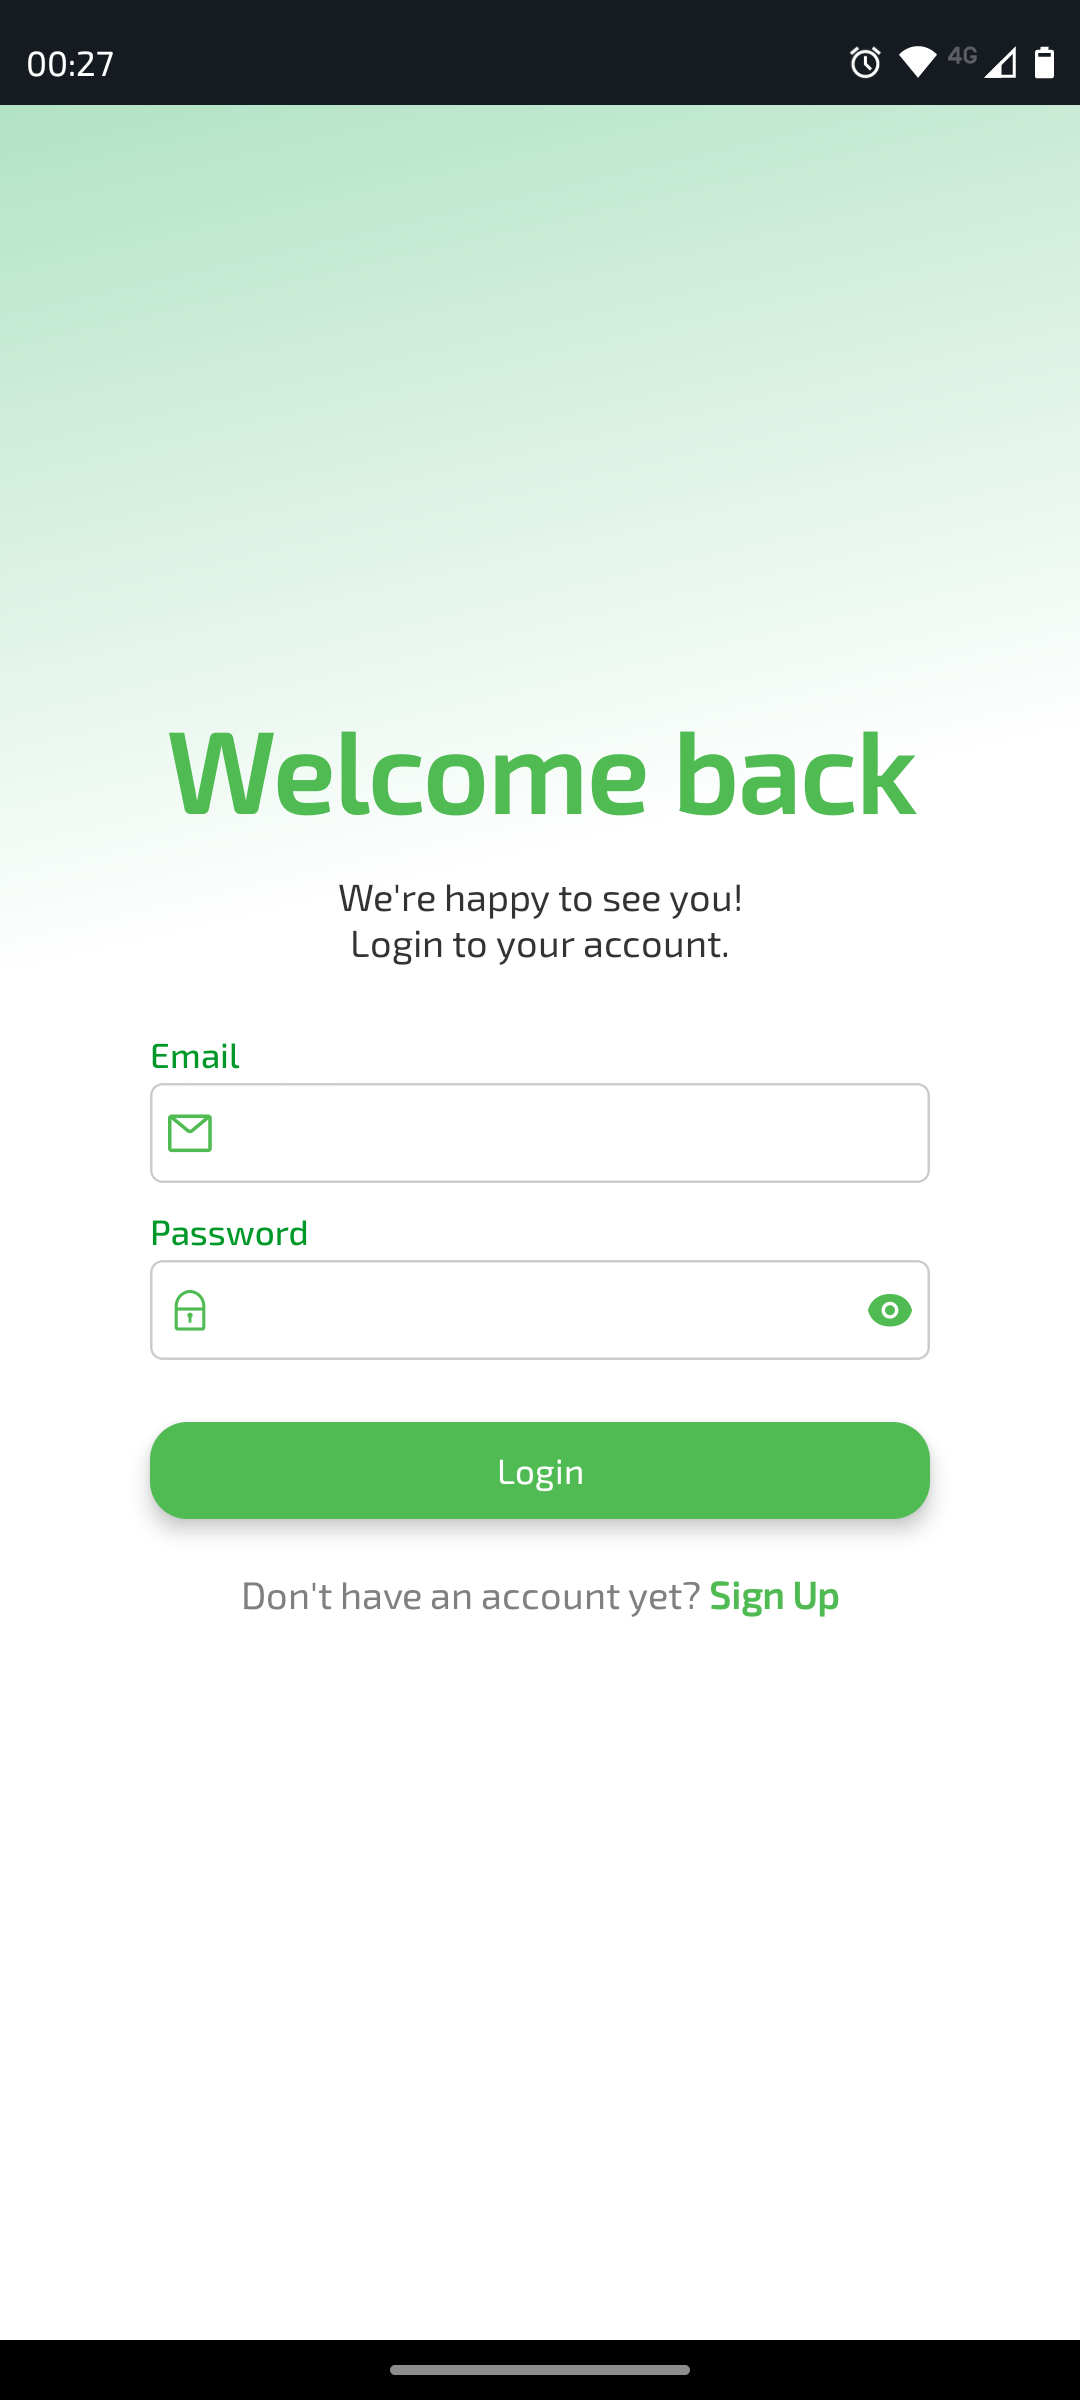 00:27
4G
Welcome back
We're happy to see you!
Login to your account.
Email
Password
Login
Don't have an account yet? Sign Up